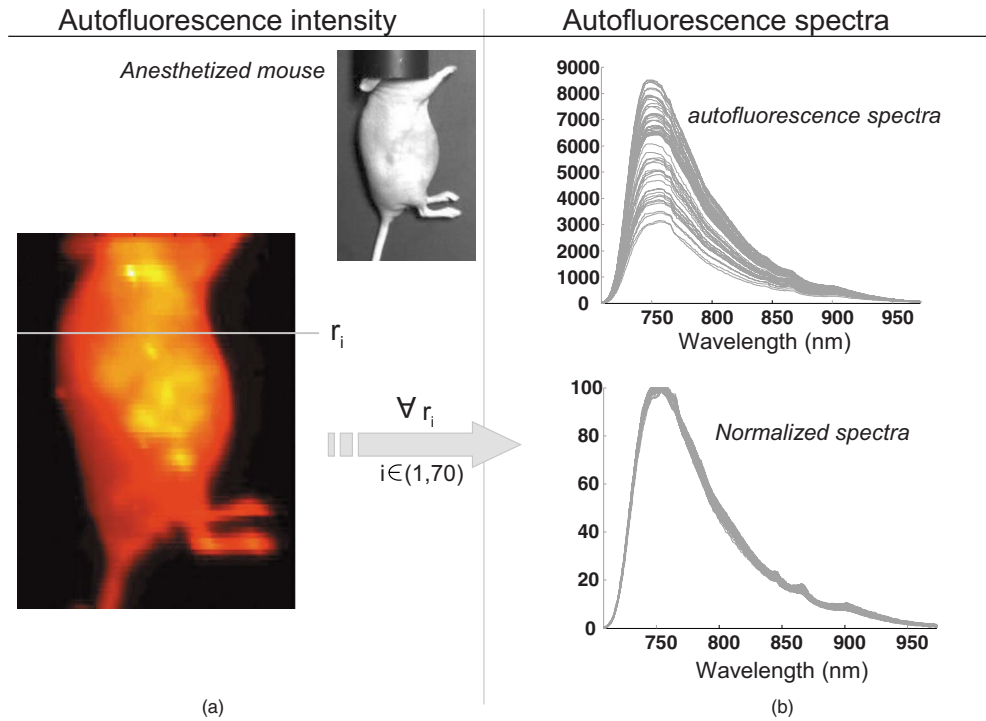 Autofluorescence intensity
Autofluorescence spectra
Anesthetized mouse
r_i
∀ r_i
i∈(1,70)
autofluorescence spectra
9000
8000
7000
6000
5000
4000
3000
2000
1000
0
750 800 850 900 950
Wavelength (nm)
Normalized spectra
100
80
60
40
20
0
750 800 850 900 950
Wavelength (nm)
(a)
(b)